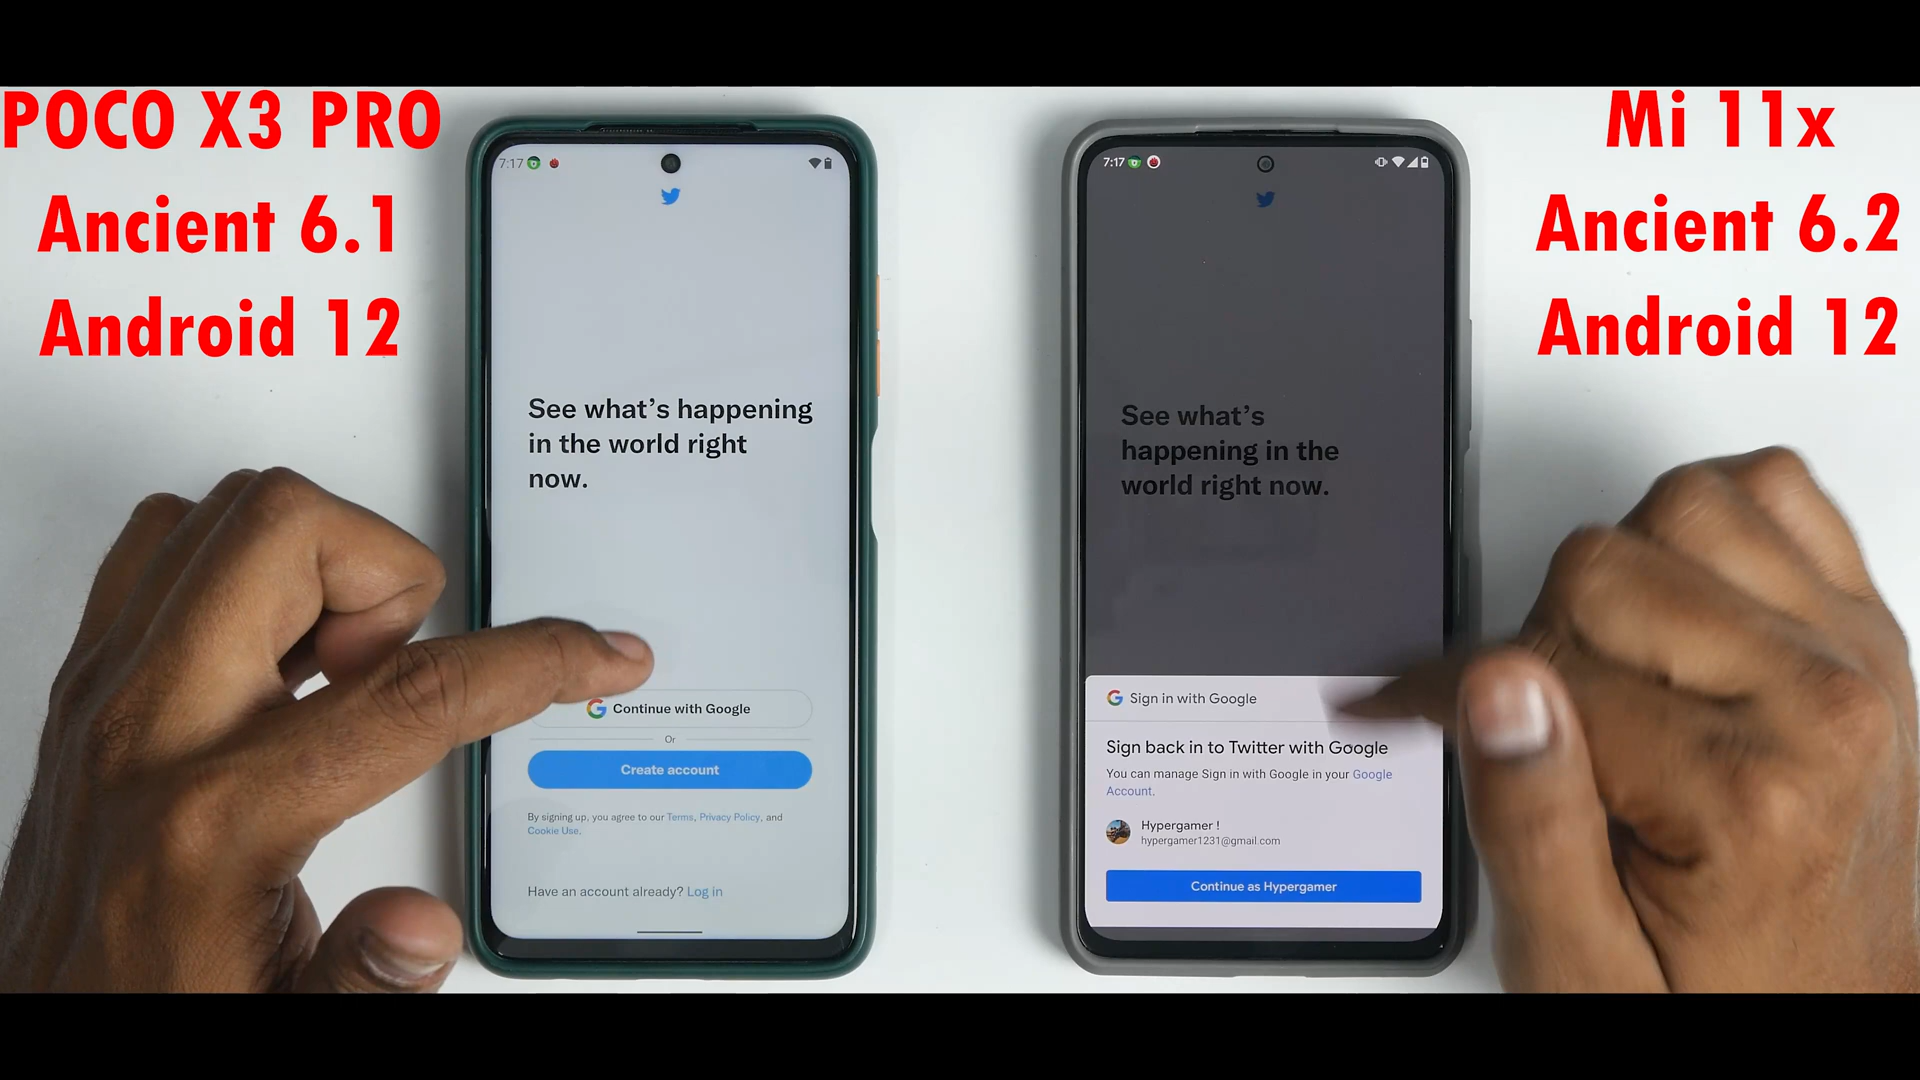 POCO X3 PRO
Ancient 6.1
Android 12
7:17
See what's happening
in the world right
now.
Continue with Google
Or
Create account
By signing up, you agree to our Terms, Privacy Policy, and
Cookie Use.
Have an account already? Log in
Mi 11x
Ancient 6.2
Android 12
7:17
See what's
happening in the
world right now.
Sign in with Google
Sign back in to Twitter with Google
You can manage Sign in with Google in your Google
Account.
Hypergamer !
hypergamer1231@gmail.com
Continue as Hypergamer